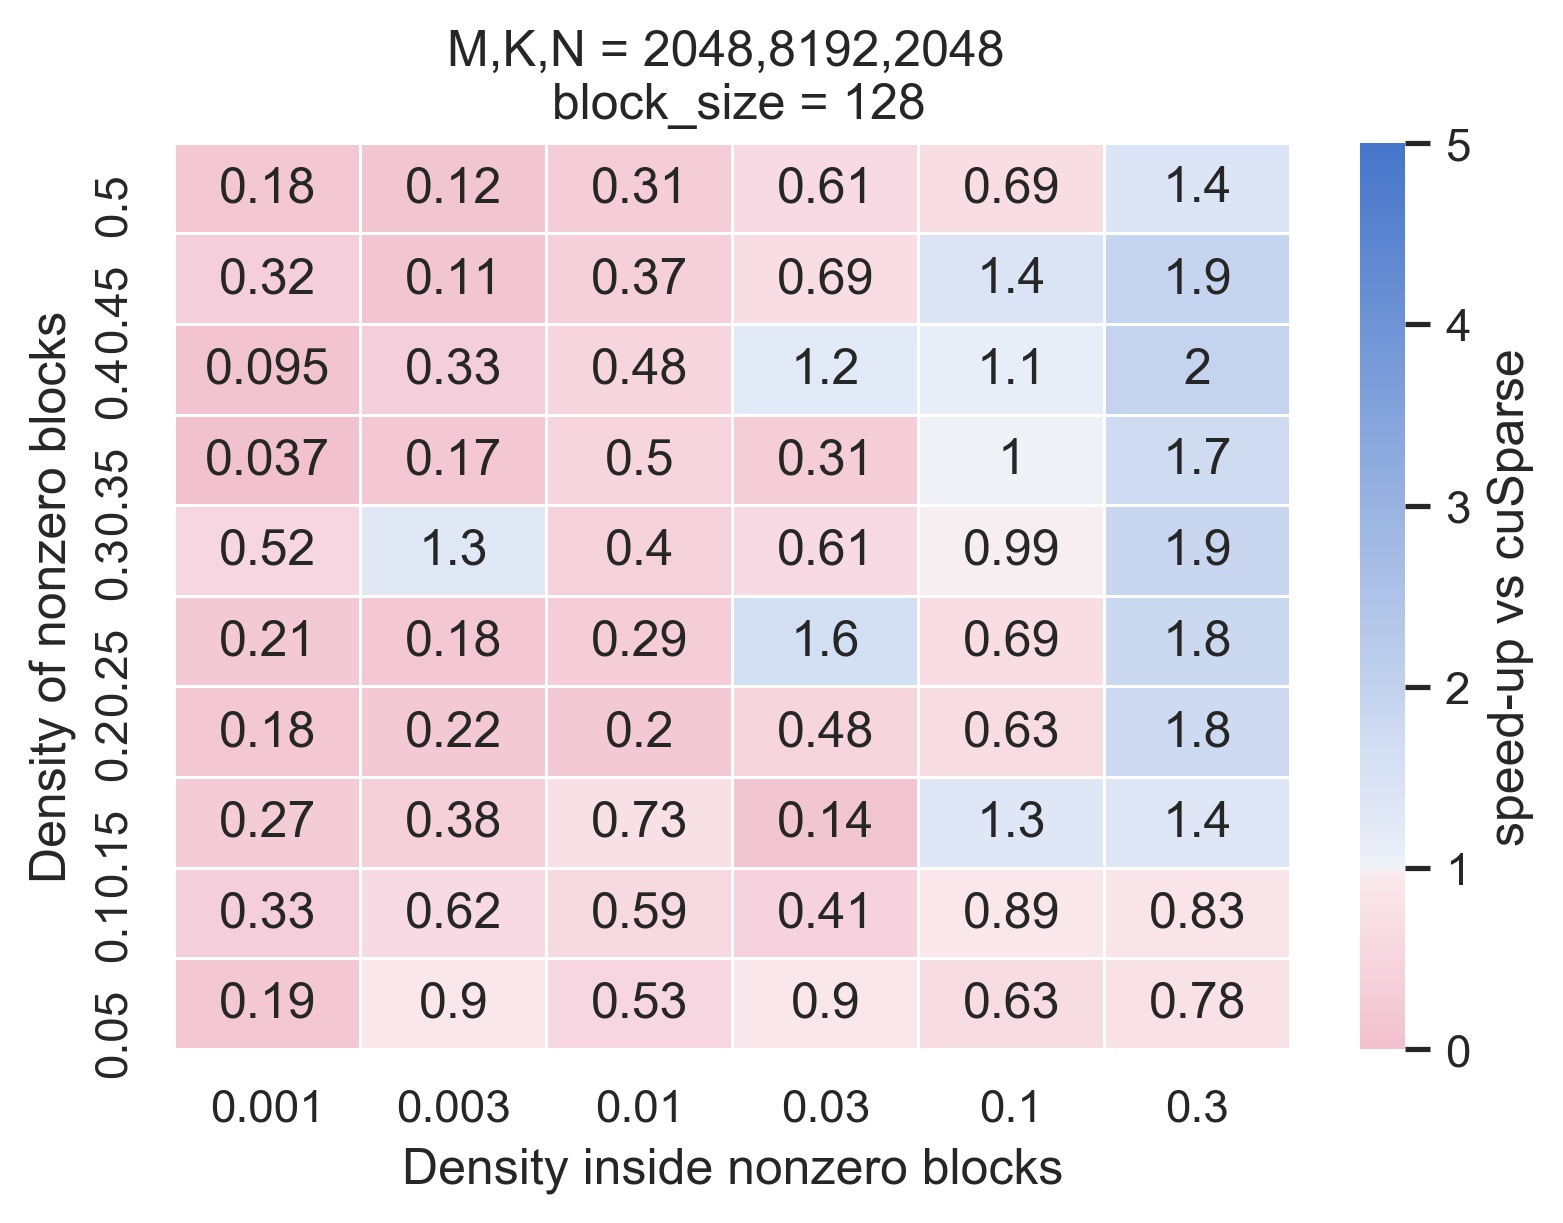 M,K,N = 2048,8192,2048
block_size = 128
Density of nonzero blocks
0.5 0.18 0.12 0.31 0.61 0.69 1.4
0.45 0.32 0.11 0.37 0.69 1.4 1.9
0.4 0.095 0.33 0.48 1.2 1.1 2
0.35 0.037 0.17 0.5 0.31 1 1.7
0.3 0.52 1.3 0.4 0.61 0.99 1.9
0.25 0.21 0.18 0.29 1.6 0.69 1.8
0.2 0.18 0.22 0.2 0.48 0.63 1.8
0.15 0.27 0.38 0.73 0.14 1.3 1.4
0.1 0.33 0.62 0.59 0.41 0.89 0.83
0.05 0.19 0.9 0.53 0.9 0.63 0.78
0.001 0.003 0.01 0.03 0.1 0.3
Density inside nonzero blocks
5
4
3
2
1
0
speed-up vs cuSparse